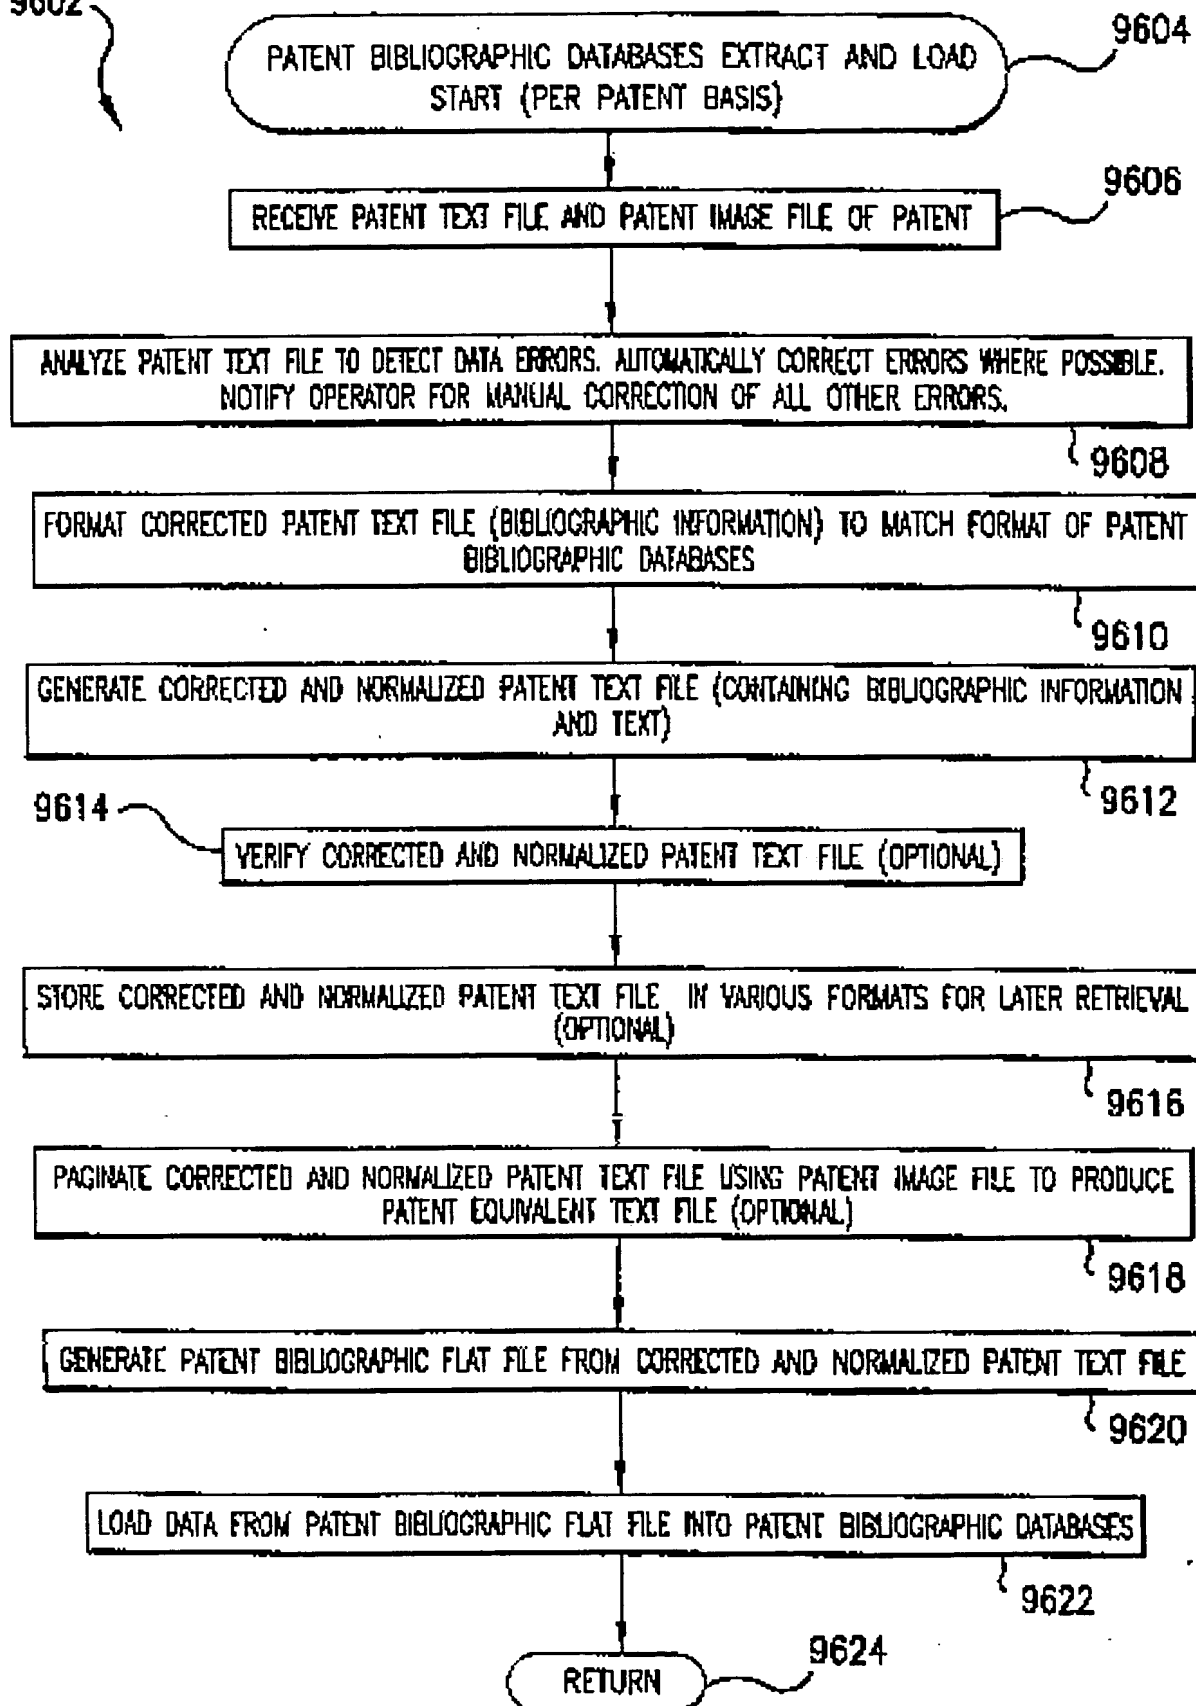 9602
PATENT BIBLIOGRAPHIC DATABASES EXTRACT AND LOAD
START (PER PATENT BASIS)
9604
RECEIVE PATENT TEXT FILE AND PATENT IMAGE FILE OF PATENT
9606
ANALYZE PATENT TEXT FILE TO DETECT DATA ERRORS. AUTOMATICALLY CORRECT ERRORS WHERE POSSIBLE.
NOTIFY OPERATOR FOR MANUAL CORRECTION OF ALL OTHER ERRORS.
9608
FORMAT CORRECTED PATENT TEXT FILE (BIBLIOGRAPHIC INFORMATION) TO MATCH FORMAT OF PATENT
BIBLIOGRAPHIC DATABASES
9610
GENERATE CORRECTED AND NORMALIZED PATENT TEXT FILE (CONTAINING BIBLIOGRAPHIC INFORMATION
AND TEXT)
9612
9614
VERIFY CORRECTED AND NORMALIZED PATENT TEXT FILE (OPTIONAL)
STORE CORRECTED AND NORMALIZED PATENT TEXT FILE IN VARIOUS FORMATS FOR LATER RETRIEVAL
(OPTIONAL)
9616
PAGINATE CORRECTED AND NORMALIZED PATENT TEXT FILE USING PATENT IMAGE FILE TO PRODUCE
PATENT EQUIVALENT TEXT FILE (OPTIONAL)
9618
GENERATE PATENT BIBLIOGRAPHIC FLAT FILE FROM CORRECTED AND NORMALIZED PATENT TEXT FILE
9620
LOAD DATA FROM PATENT BIBLIOGRAPHIC FLAT FILE INTO PATENT BIBLIOGRAPHIC DATABASES
9622
RETURN
9624